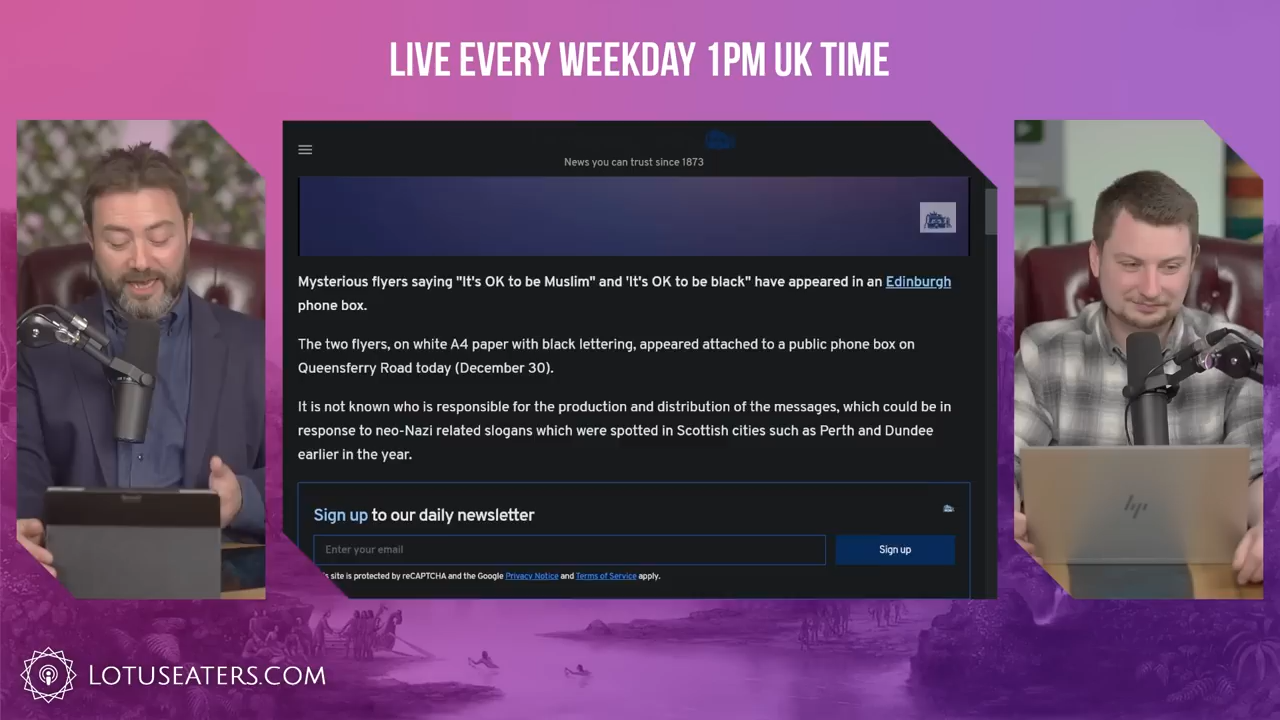 LIVE EVERY WEEKDAY 1PM UK TIME
News you can trust since 1873
Mysterious flyers saying "It's OK to be Muslim" and 'It's OK to be black" have appeared in an Edinburgh
phone box.
The two flyers, on white A4 paper with black lettering, appeared attached to a public phone box on
Queensferry Road today (December 30).
It is not known who is responsible for the production and distribution of the messages, which could be in
response to neo-Nazi related slogans which were spotted in Scottish cities such as Perth and Dundee
earlier in the year.
Sign up to our daily newsletter
Enter your email
Sign up
site is protected by reCAPTCHA and the Google Privacy Notice and Terms of Service apply.
hp
LOTUSEATERS.COM